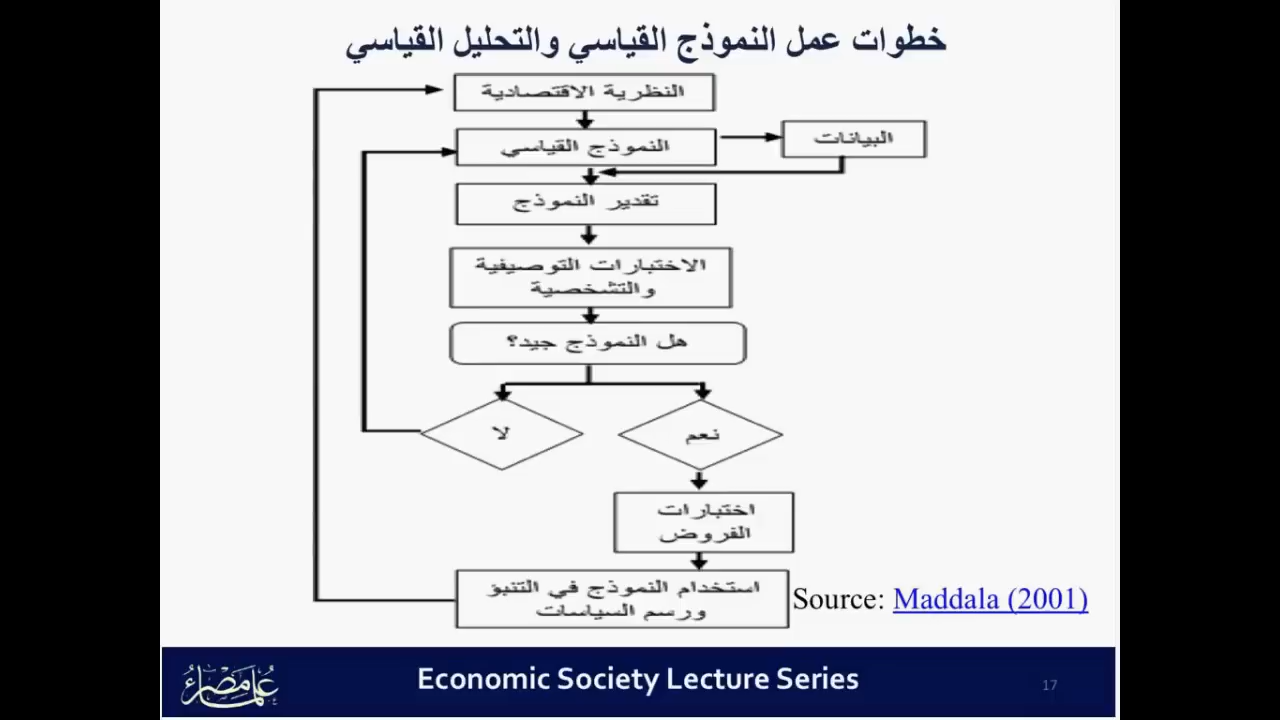 خطوات عمل النموذج القياسي والتحليل القياسي
النظرية الاقتصادية
النموذج القياسي
البيانات
تقدير النموذج
الاختبارات التوصيفية
والتشخصية
هل النموذج جيد؟
لا
نعم
اختبارات
الفروض
استخدام النموذج في التنبؤ
ورسم السياسات
Source: Maddala (2001)
علماء مصر
Economic Society Lecture Series
17